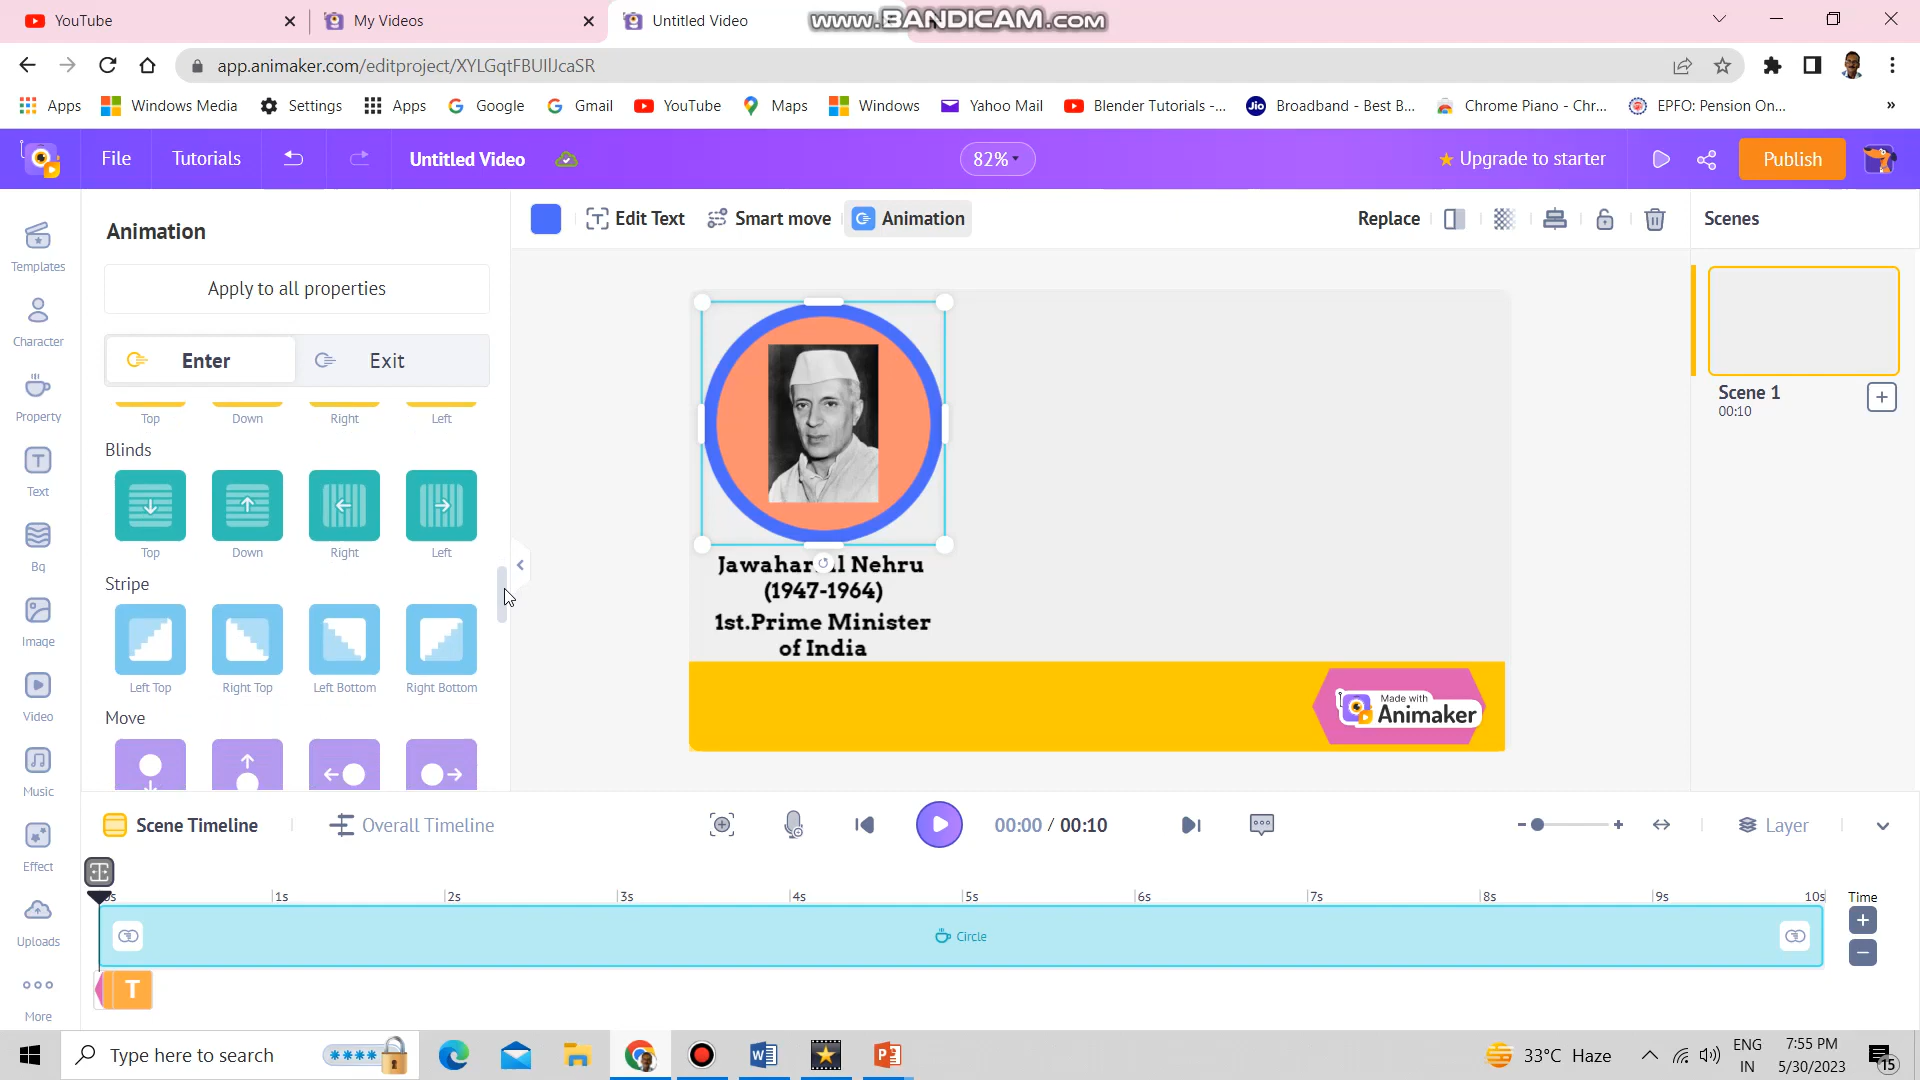 YouTube
My Videos
Untitled Video
www.BANDICAM.com
app.animaker.com/editproject/XYLGqtFBUIlJcaSR
Apps
Windows Media
Settings
Apps
Google
Gmail
YouTube
Maps
Windows
Yahoo Mail
Blender Tutorials -...
Jio
Broadband - Best B...
Chrome Piano - Chr...
EPFO: Pension On...
»
File
Tutorials
Untitled Video
82%
Upgrade to starter
Publish
Templates
Character
Property
Text
Bg
Image
Video
Music
Effect
Uploads
More
Animation
Apply to all properties
Enter
Exit
Top
Down
Right
Left
Blinds
Top
Down
Right
Left
Stripe
Left Top
Right Top
Left Bottom
Right Bottom
Move
Edit Text
Smart move
Animation
Replace
Jawahar l Nehru
(1947-1964)
1st.Prime Minister
of India
Made with
Animaker
Scenes
Scene 1
00:10
Scene Timeline
Overall Timeline
00:00 / 00:10
Layer
0s
1s
2s
3s
4s
5s
6s
7s
8s
9s
10s
Time
Circle
T
Type here to search
33°C Haze
ENG
IN
7:55 PM
5/30/2023
15